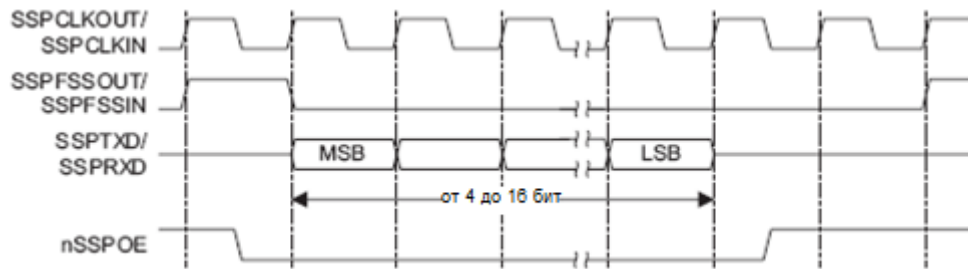 SSPCLKOUT/
SSPCLKIN
SSPFSSOUT/
SSPFSSIN
SSPTXD/
SSPRXD
MSB
LSB
от 4 до 16 бит
nSSPOE